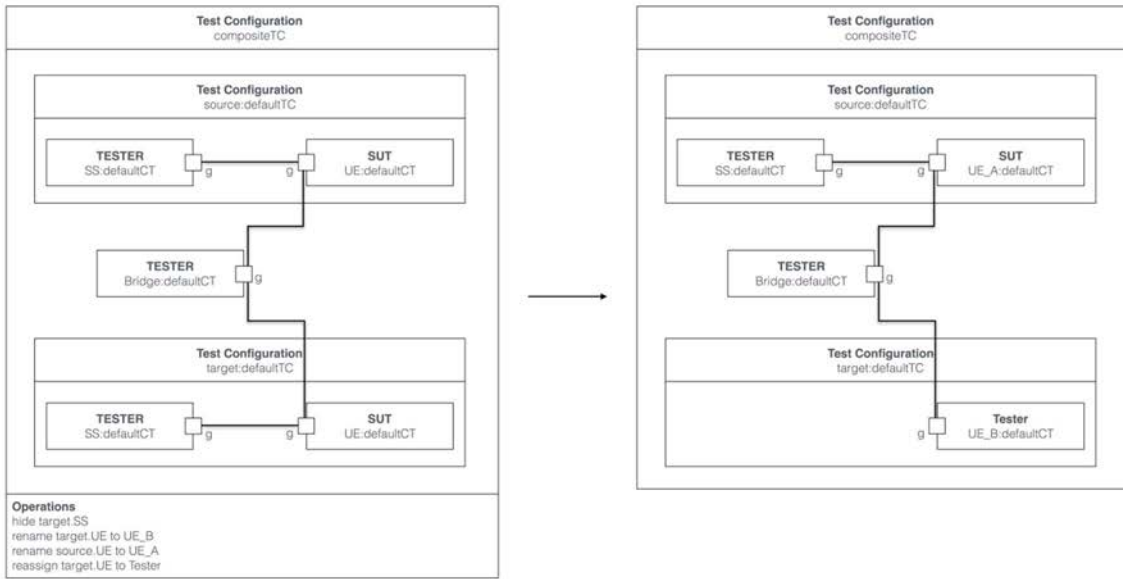 Test Configuration
compositeTC
Test Configuration
source:defaultTC
TESTER
SS:defaultCT
g
g
SUT
UE:defaultCT
TESTER
Bridge:defaultCT
g
Test Configuration
target:defaultTC
TESTER
SS:defaultCT
g
g
SUT
UE:defaultCT
Operations
hide target.SS
rename target.UE to UE_B
rename source.UE to UE_A
reassign target.UE to Tester
Test Configuration
compositeTC
Test Configuration
source:defaultTC
TESTER
SS:defaultCT
g
g
SUT
UE_A:defaultCT
TESTER
Bridge:defaultCT
g
Test Configuration
target:defaultTC
g
Tester
UE_B:defaultCT